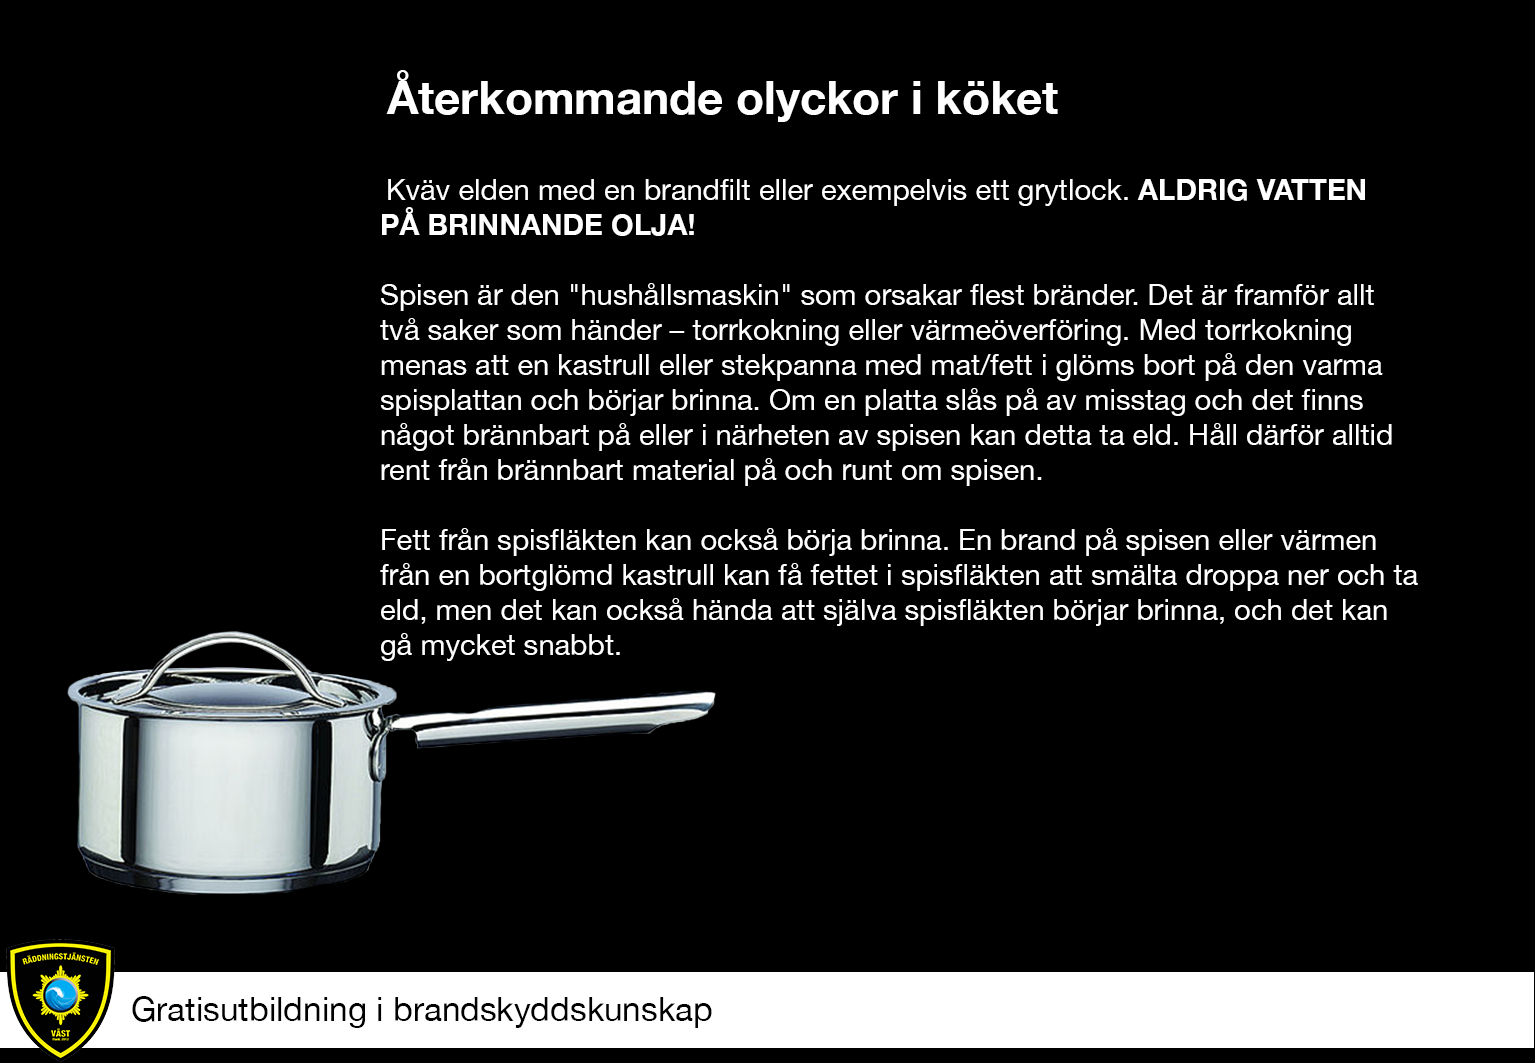 Återkommande olyckor i köket
Kväv elden med en brandfilt eller exempelvis ett grytlock. ALDRIG VATTEN
PÅ BRINNANDE OLJA!
Spisen är den "hushållsmaskin" som orsakar flest bränder. Det är framför allt
två saker som händer – torrkokning eller värmeöverföring. Med torrkokning
menas att en kastrull eller stekpanna med mat/fett i glöms bort på den varma
spisplattan och börjar brinna. Om en platta slås på av misstag och det finns
något brännbart på eller i närheten av spisen kan detta ta eld. Håll därför alltid
rent från brännbart material på och runt om spisen.
Fett från spisfläkten kan också börja brinna. En brand på spisen eller värmen
från en bortglömd kastrull kan få fettet i spisfläkten att smälta droppa ner och ta
eld, men det kan också hända att själva spisfläkten börjar brinna, och det kan
gå mycket snabbt.
RÄDDNINGSTJÄNSTEN
VÄST
Gratisutbildning i brandskyddskunskap